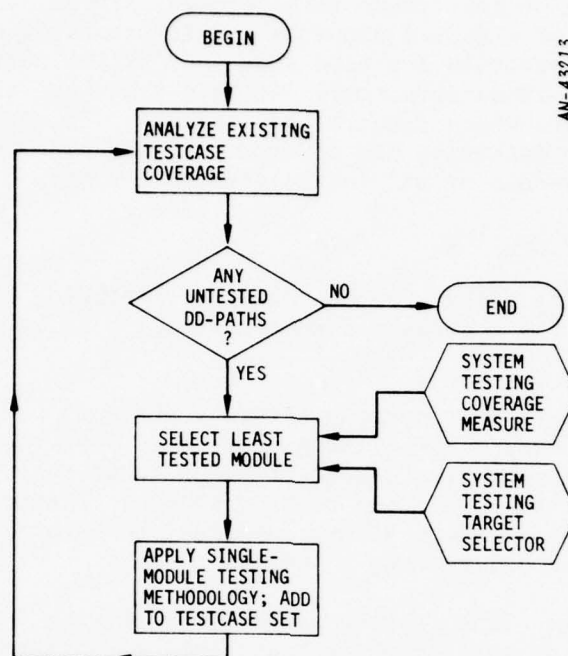 BEGIN
AN-43213
ANALYZE EXISTING
TESTCASE
COVERAGE
ANY
UNTESTED
DD-PATHS
?
NO
END
YES
SYSTEM
TESTING
COVERAGE
MEASURE
SELECT LEAST
TESTED MODULE
SYSTEM
TESTING
TARGET
SELECTOR
APPLY SINGLE-
MODULE TESTING
METHODOLOGY; ADD
TO TESTCASE SET